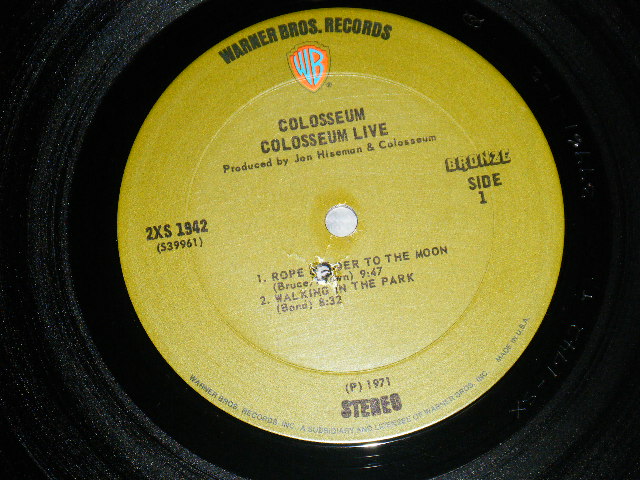 WARNER BROS. RECORDS
WB
®
COLOSSEUM
COLOSSEUM LIVE
Produced by Jon Hiseman & Colosseum
BRONZE
SIDE
1
2XS 1942
(S39961)
1. ROPE TO THE MOON
(Bruce, 9:47
2. WALKING IN THE PARK
(Bond) 8:32
(P) 1971
STEREO
WARNER BROS. RECORDS INC., A SUBSIDIARY AND LICENSEE OF WARNER BROS., INC.
MADE IN U.S.A.